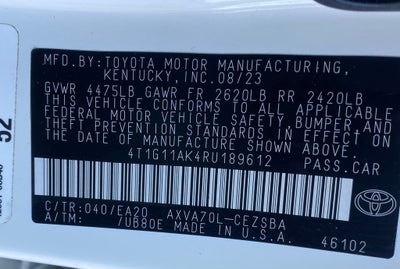 MFD.BY:TOYOTA MOTOR MANUFACTURING,
KENTUCKY,INC.08/23
GVWR 4475LB GAWR FR 2620LB RR 2420LB
THIS VEHICLE CONFORMS TO ALL APPLICABLE
FEDERAL MOTOR VEHICLE SAFETY,
BUMPER, AND THEFT PREVENTION
STANDARDS IN EFFECT ON
THE DATE OF MANUFACTURE SHOWN ABOVE.
4T1G11AK4RU189612 PASS.CAR
C/TR:040/EA20 AXVA70L-CEZSBA
A/TM: /UB80E MADE IN U.S.A.
TOYOTA
46102
52